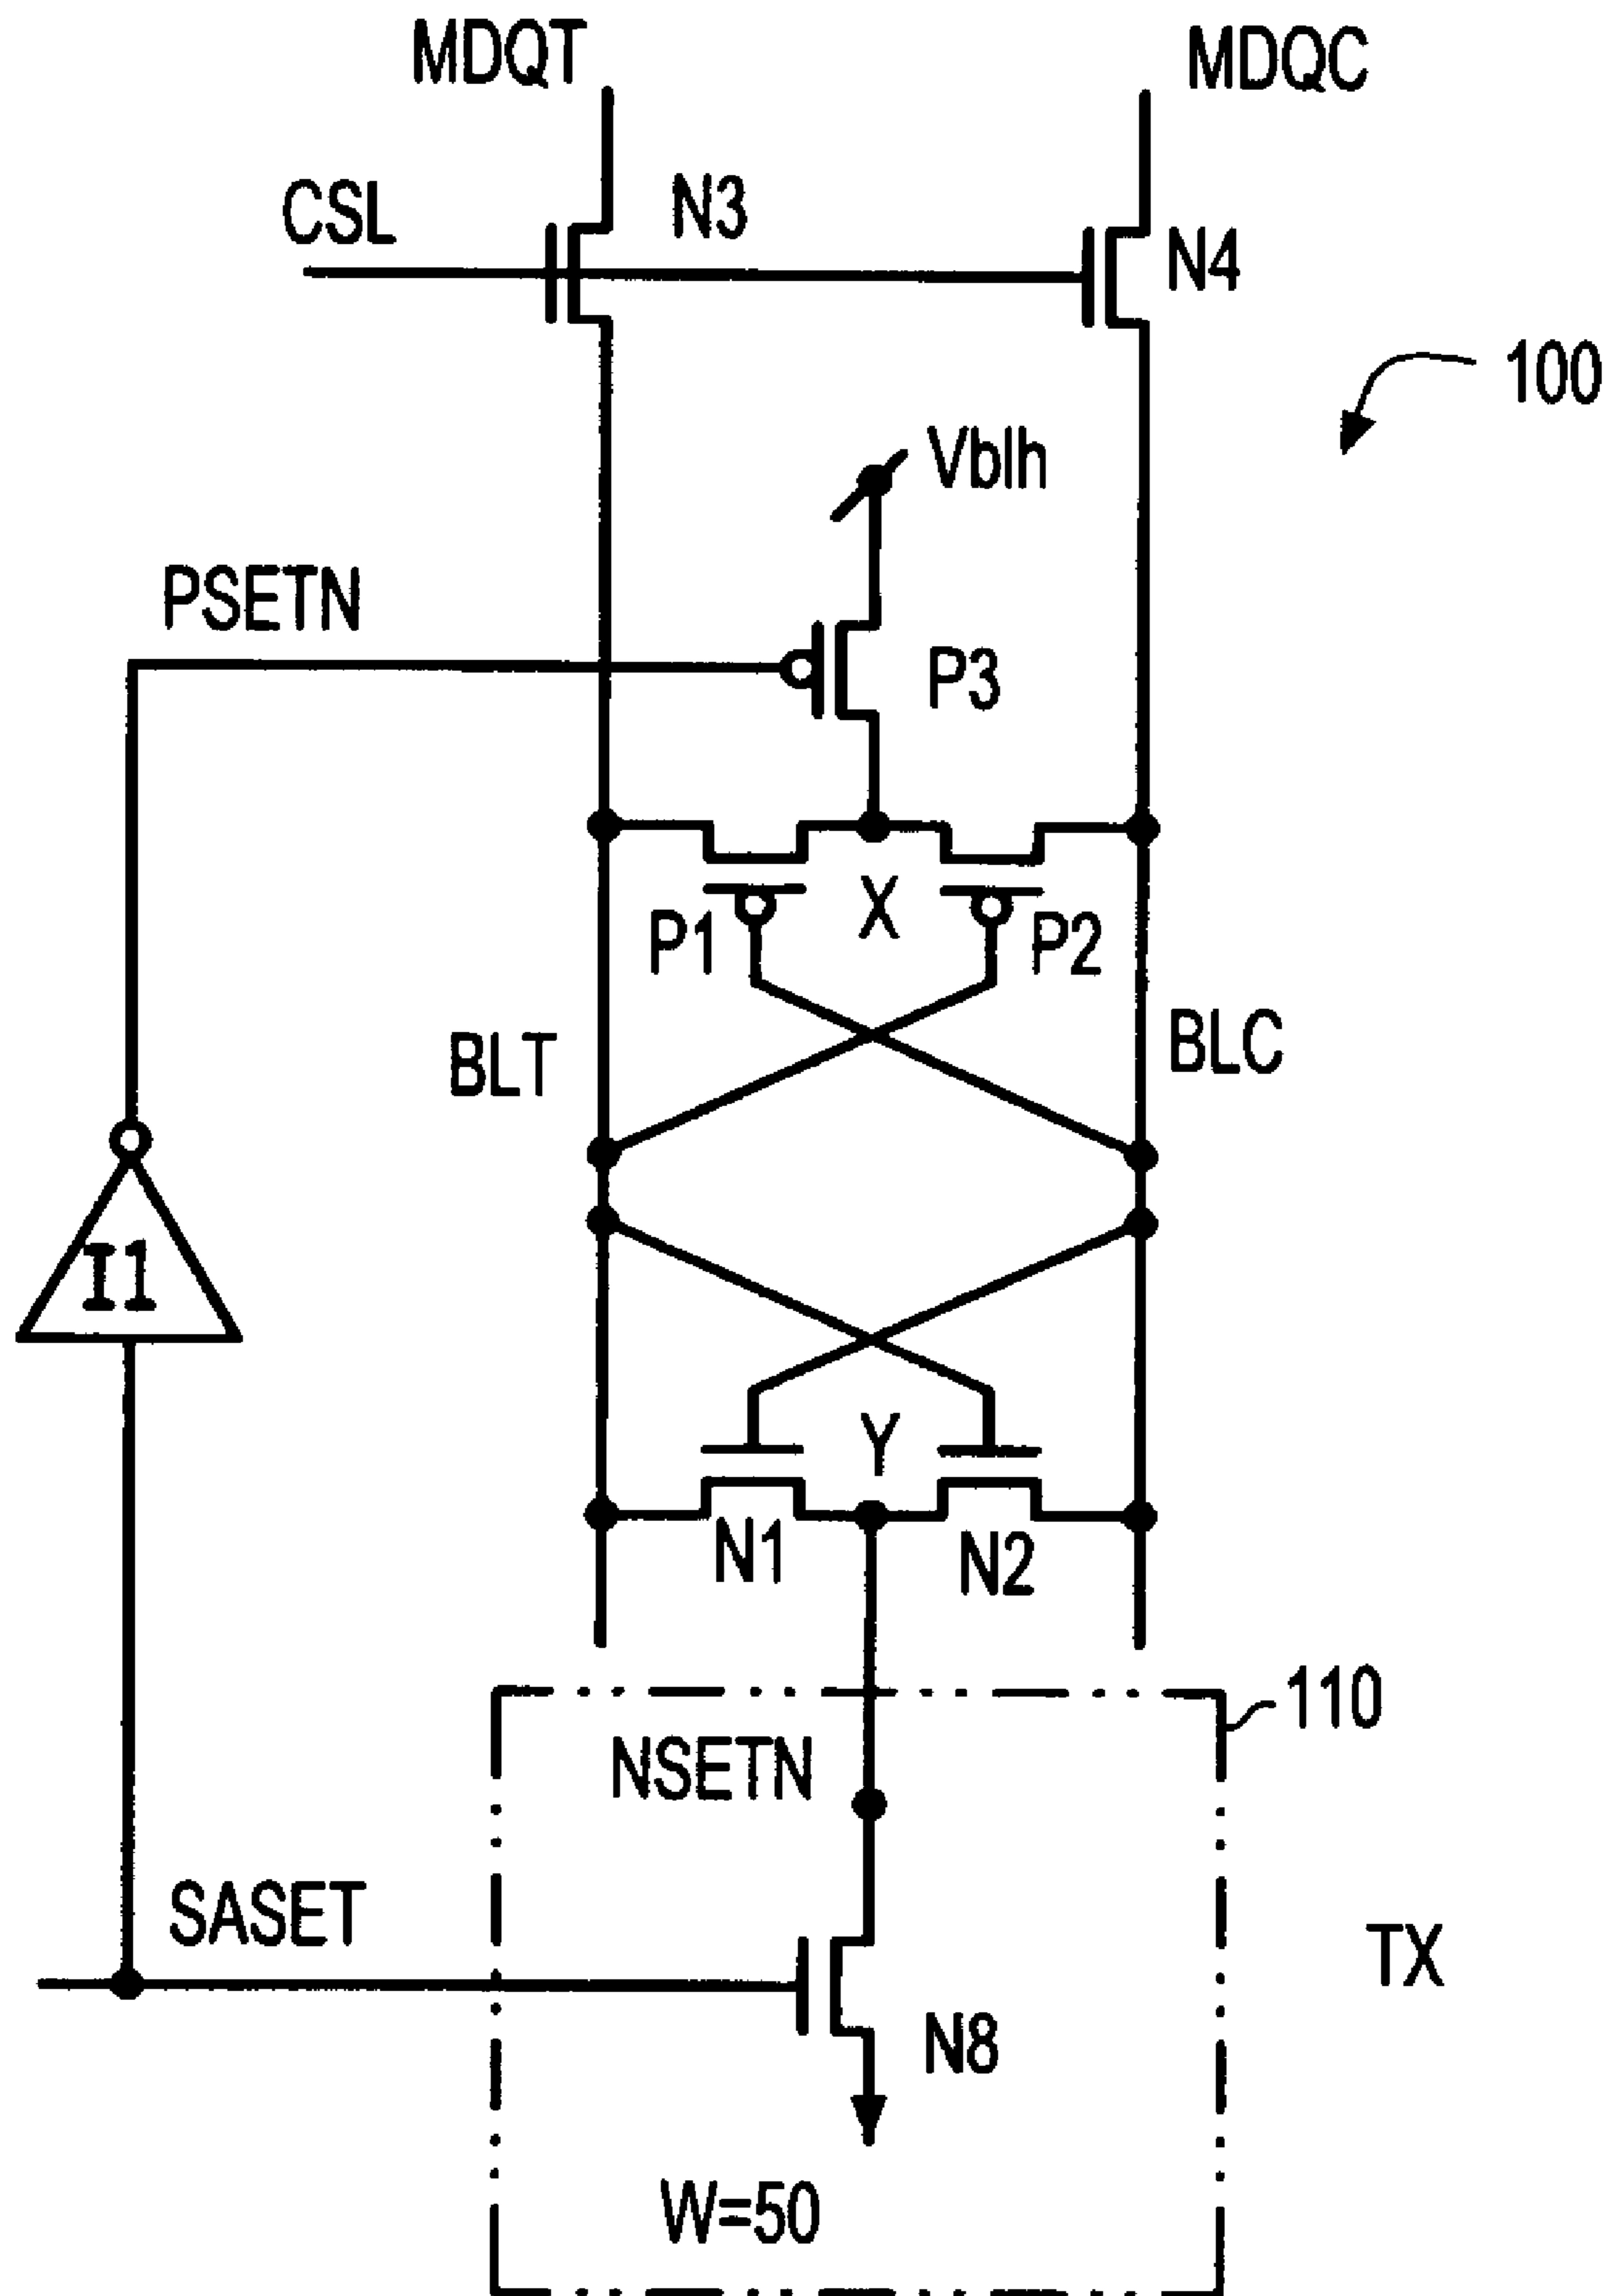 MDQT
MDQC
CSL
N3
N4
100
Vblh
PSETN
P3
P1
X
P2
BLT
BLC
I1
Y
N1
N2
110
NSETN
SASET
TX
N8
W=50